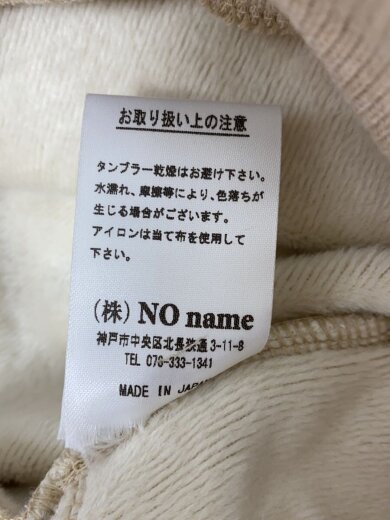 お取り扱い上の注意
タンブラー乾燥はお避け下さい。
水濡れ、摩擦等により、色落ちが
生じる場合がございます。
アイロンは当て布を使用して
下さい。
(株) NO name
神戸市中央区北長狭通3-11-8
TEL 078-333-1341
MADE IN JAPAN